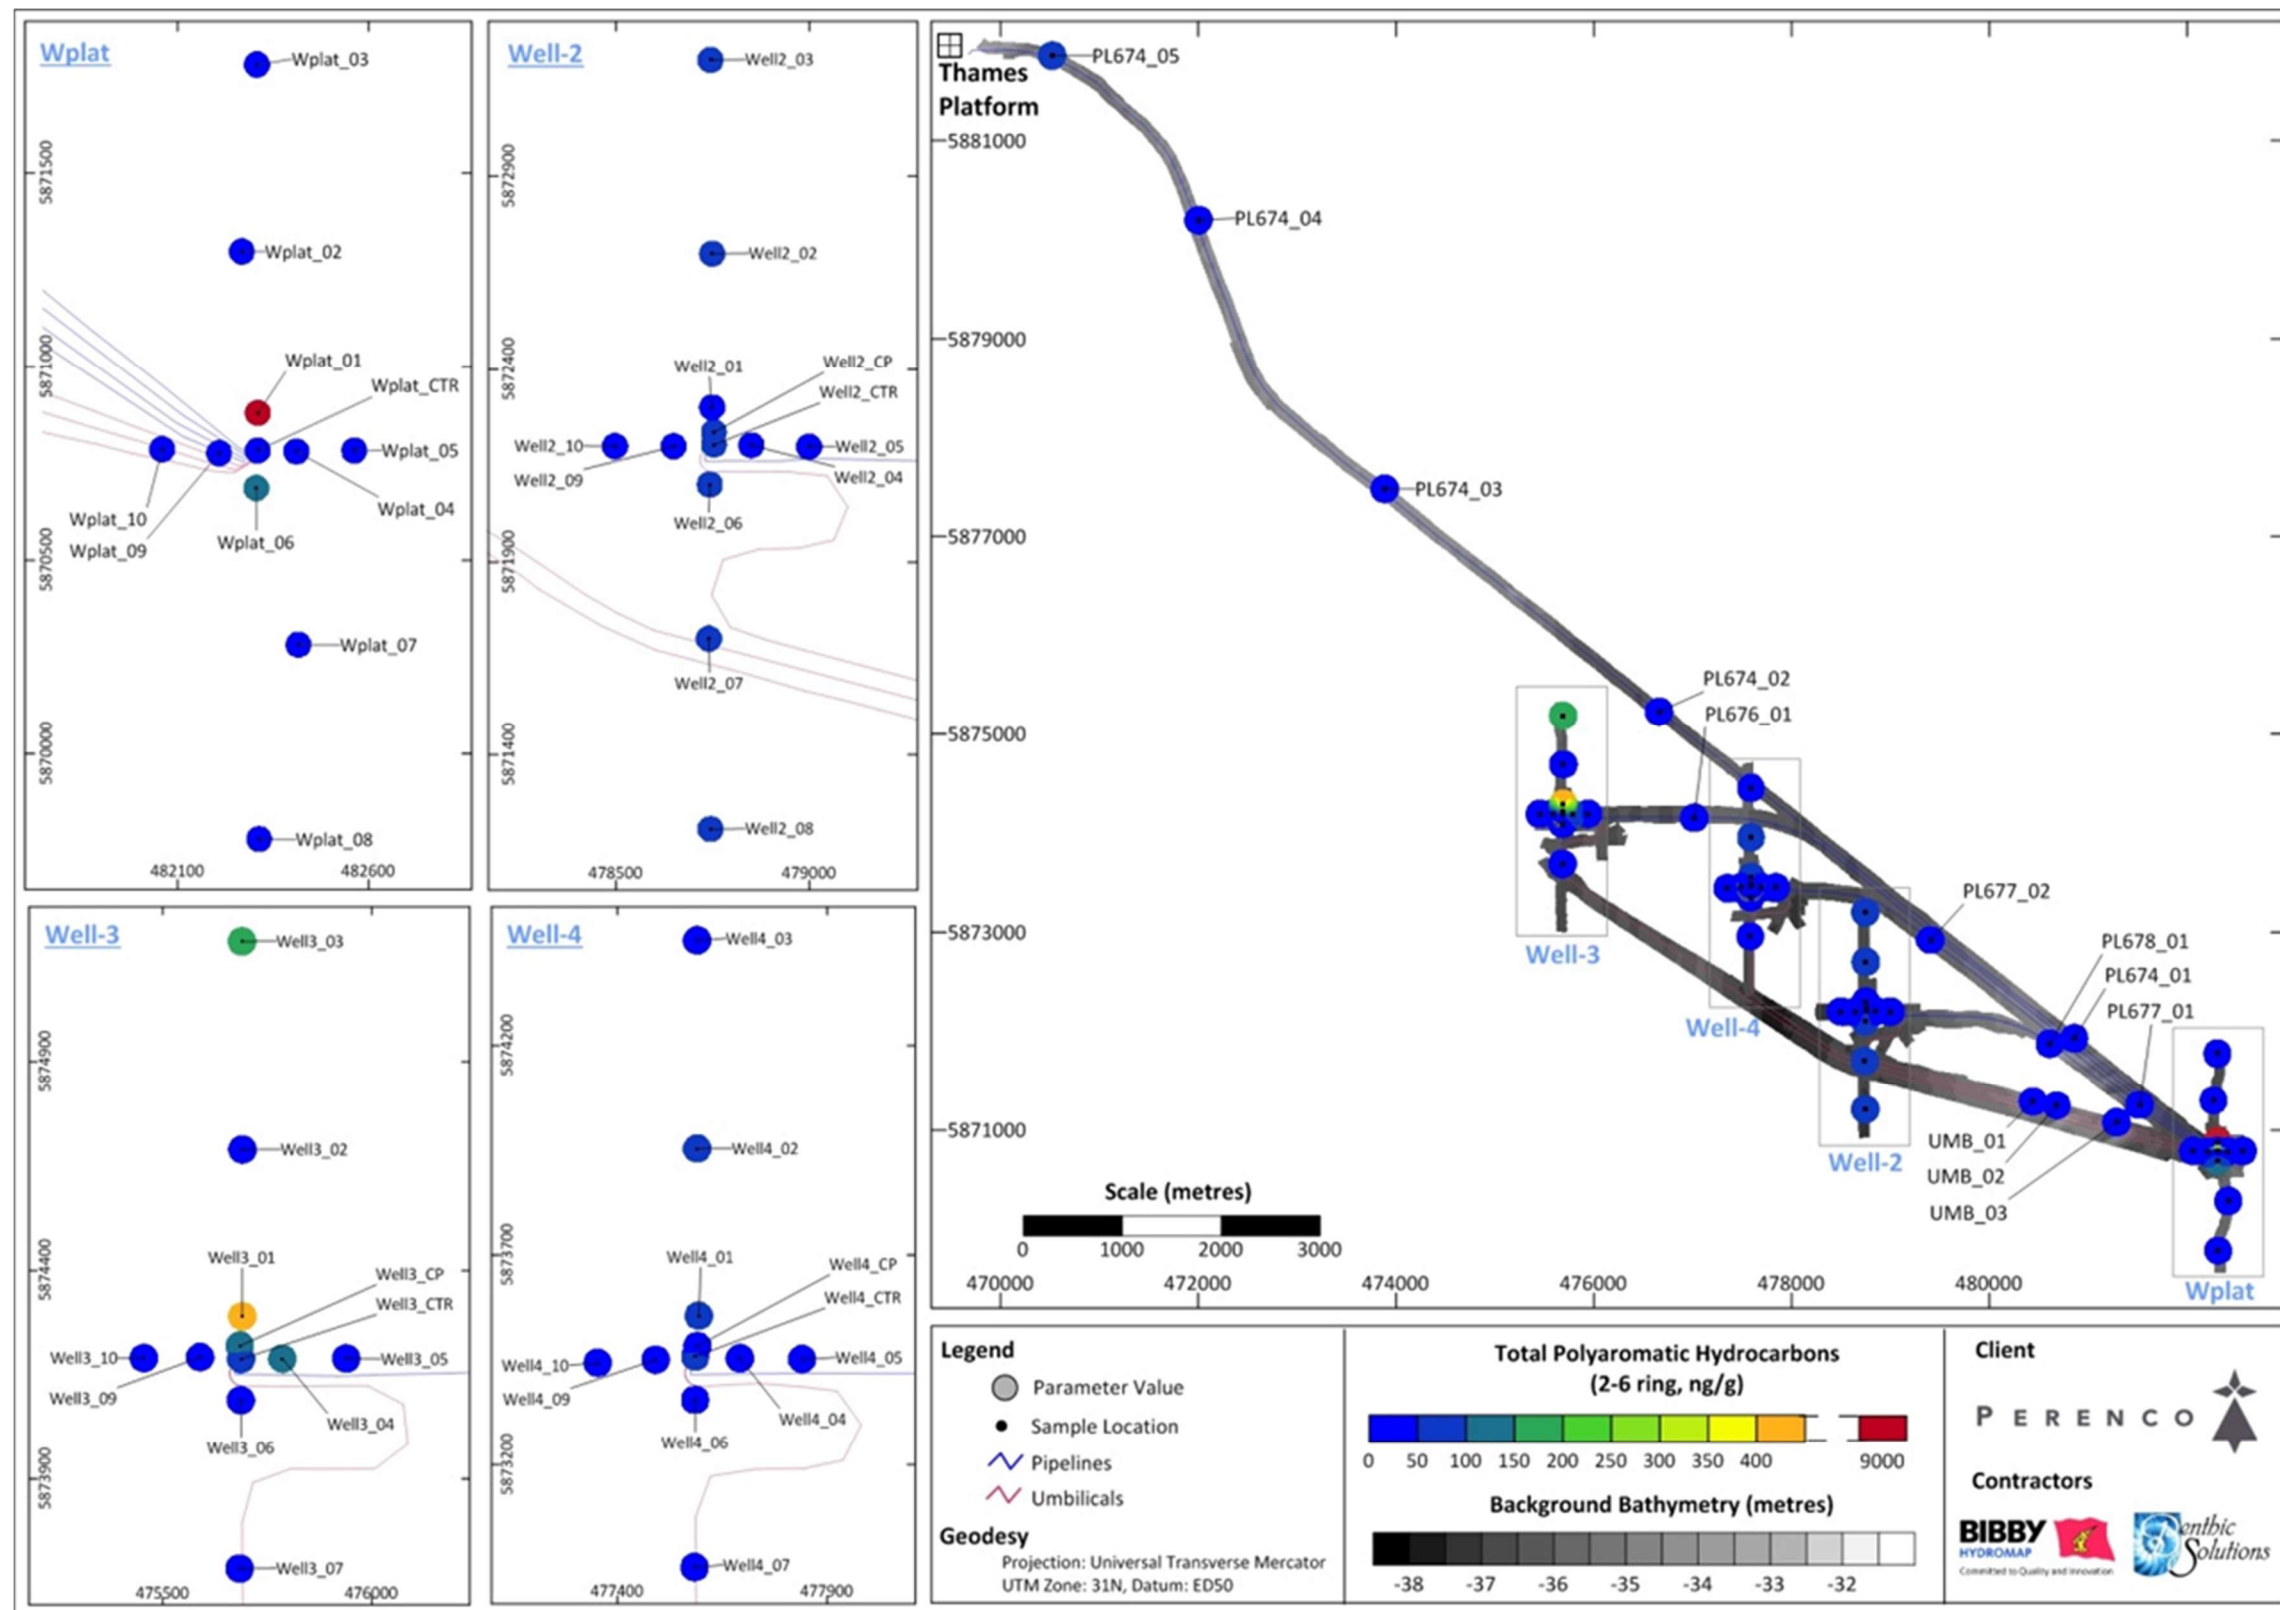 Wplat
Wplat_03
Wplat_02
Wplat_01
Wplat_CTR
Wplat_05
Wplat_04
Wplat_10
Wplat_09
Wplat_06
Wplat_07
Wplat_08
5871500
5871000
5870500
5870000
482100
482600
Well-2
Well2_03
Well2_02
Well2_01
Well2_CP
Well2_CTR
Well2_10
Well2_05
Well2_09
Well2_04
Well2_06
Well2_07
Well2_08
5872900
5872400
5871900
5871400
478500
479000
Well-3
Well3_03
Well3_02
Well3_01
Well3_CP
Well3_CTR
Well3_10
Well3_05
Well3_09
Well3_04
Well3_06
Well3_07
5874900
5874400
5873900
475500
476000
Well-4
Well4_03
Well4_02
Well4_01
Well4_CP
Well4_CTR
Well4_10
Well4_05
Well4_09
Well4_04
Well4_06
Well4_07
5874200
5873700
5873200
477400
477900
Thames
Platform
PL674_05
5881000
PL674_04
5879000
PL674_03
5877000
PL674_02
PL676_01
5875000
PL677_02
5873000
PL678_01
PL674_01
PL677_01
Well-3
Well-4
5871000
UMB_01
Well-2
UMB_02
UMB_03
Wplat
Scale (metres)
0 1000 2000 3000
470000 472000 474000 476000 478000 480000
Legend
Parameter Value
Sample Location
Pipelines
Umbilicals
Geodesy
Projection: Universal Transverse Mercator
UTM Zone: 31N, Datum: ED50
Total Polyaromatic Hydrocarbons
(2-6 ring, ng/g)
0 50 100 150 200 250 300 350 400 9000
Background Bathymetry (metres)
-38 -37 -36 -35 -34 -33 -32
Client
PERENCO
Contractors
BIBBY
HYDROMAP
Committed to Quality and Innovation
Benthic
Solutions